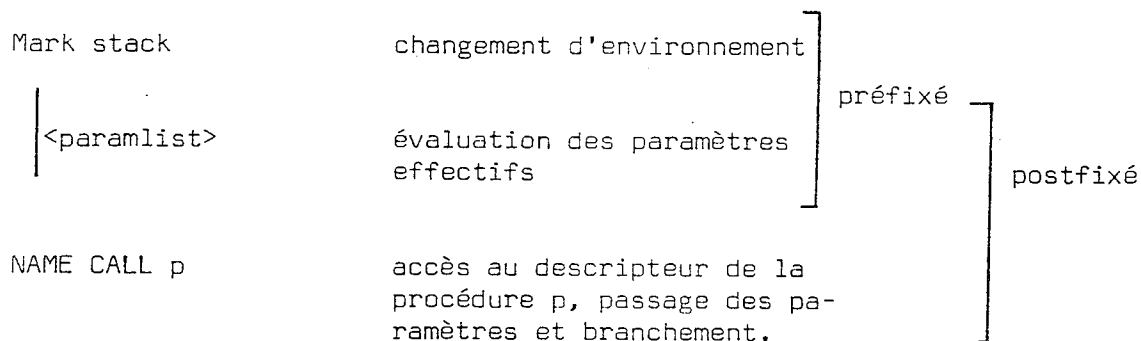 Mark stack changement d'environnement
préfixé
<paramlist> évaluation des paramètres
effectifs
postfixé
NAME CALL p accès au descripteur de la
procédure p, passage des pa-
ramètres et branchement.